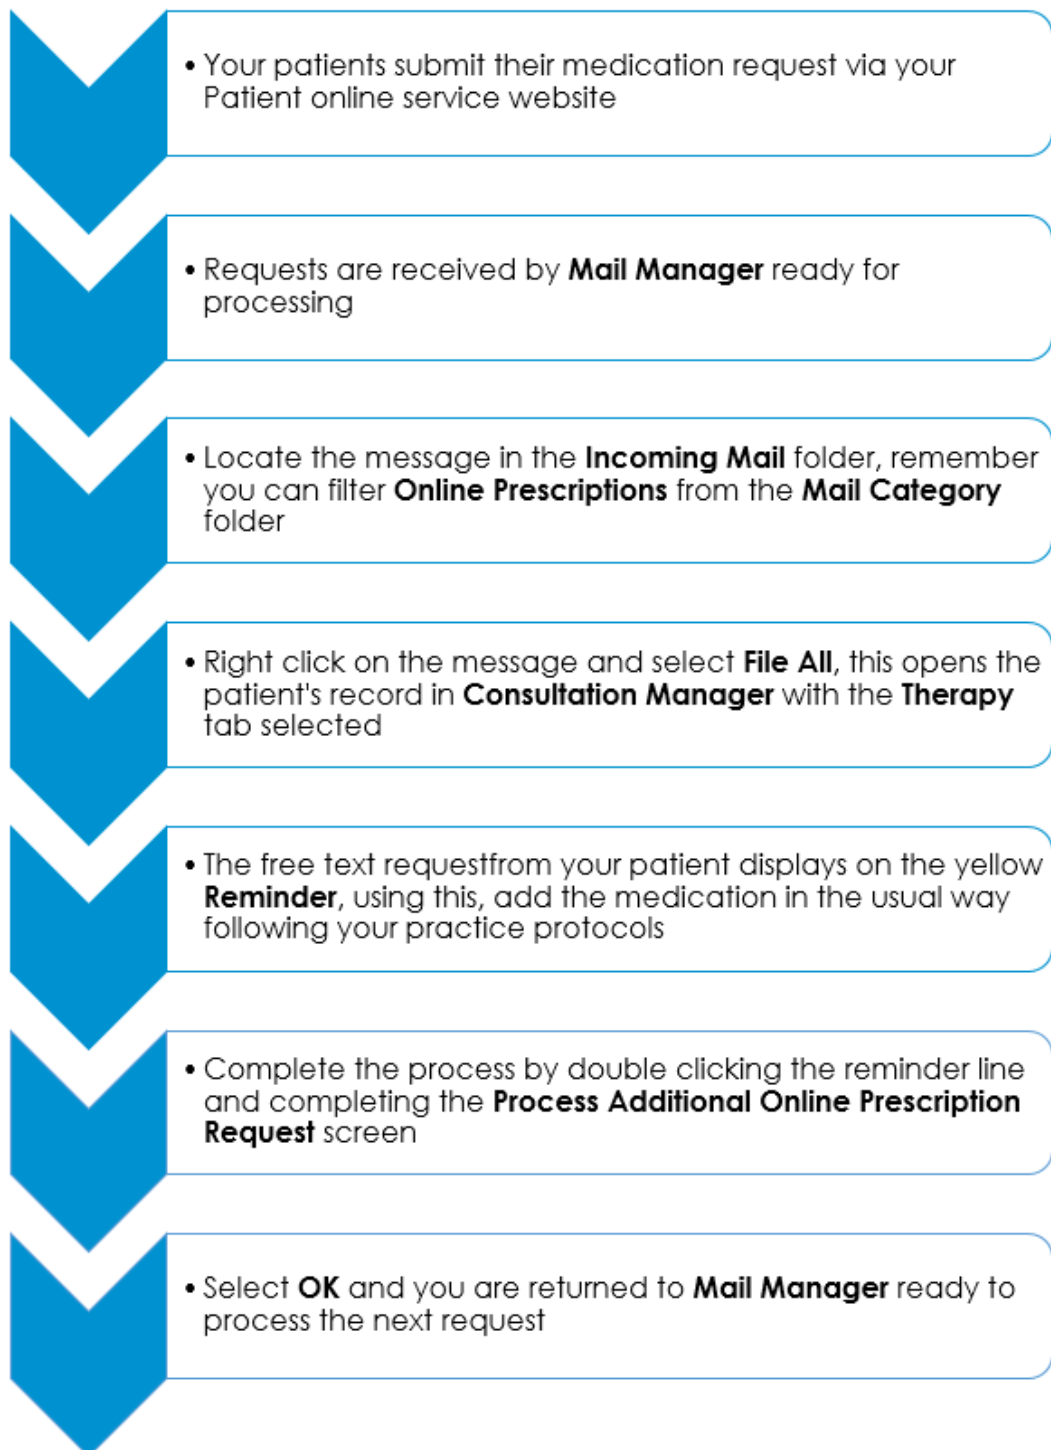 • Your patients submit their medication request via your
Patient online service website
• Requests are received by Mail Manager ready for
processing
• Locate the message in the Incoming Mail folder, remember
you can filter Online Prescriptions from the Mail Category
folder
• Right click on the message and select File All, this opens the
patient's record in Consultation Manager with the Therapy
tab selected
• The free text requestfrom your patient displays on the yellow
Reminder, using this, add the medication in the usual way
following your practice protocols
• Complete the process by double clicking the reminder line
and completing the Process Additional Online Prescription
Request screen
• Select OK and you are returned to Mail Manager ready to
process the next request